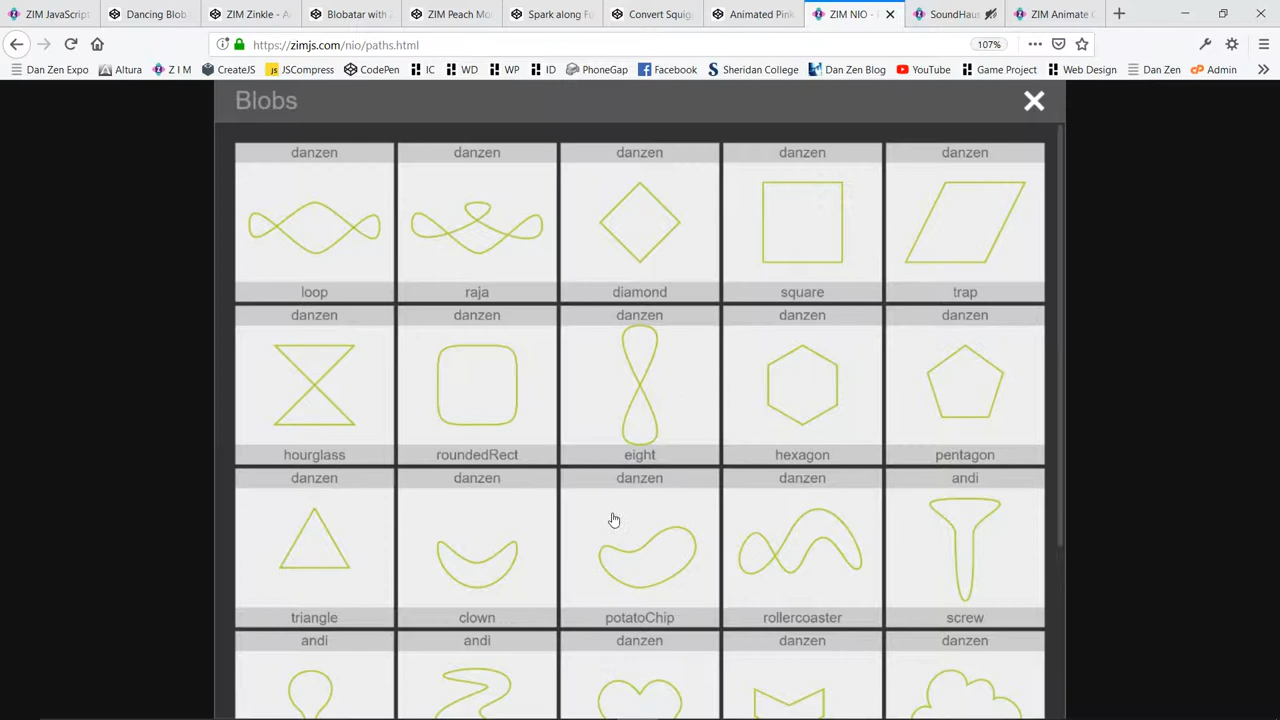 ZIM JavaScript
Dancing Blob
ZIM Zinkle - A
Blobatar with
ZIM Peach Mo
Spark along F
Convert Squig
Animated Pink
ZIM NIO -
SoundHaus
ZIM Animate
https://zimjs.com/nio/paths.html
107%
Dan Zen Expo
Altura
Z I M
CreateJS
JSCompress
CodePen
IC
WD
WP
ID
PhoneGap
Facebook
Sheridan College
Dan Zen Blog
YouTube
Game Project
Web Design
Dan Zen
Admin
Blobs
danzen danzen danzen danzen danzen
loop raja diamond square trap
danzen danzen danzen danzen danzen
hourglass roundedRect eight hexagon pentagon
danzen danzen danzen danzen andi
triangle clown potatoChip rollercoaster screw
andi andi danzen danzen danzen